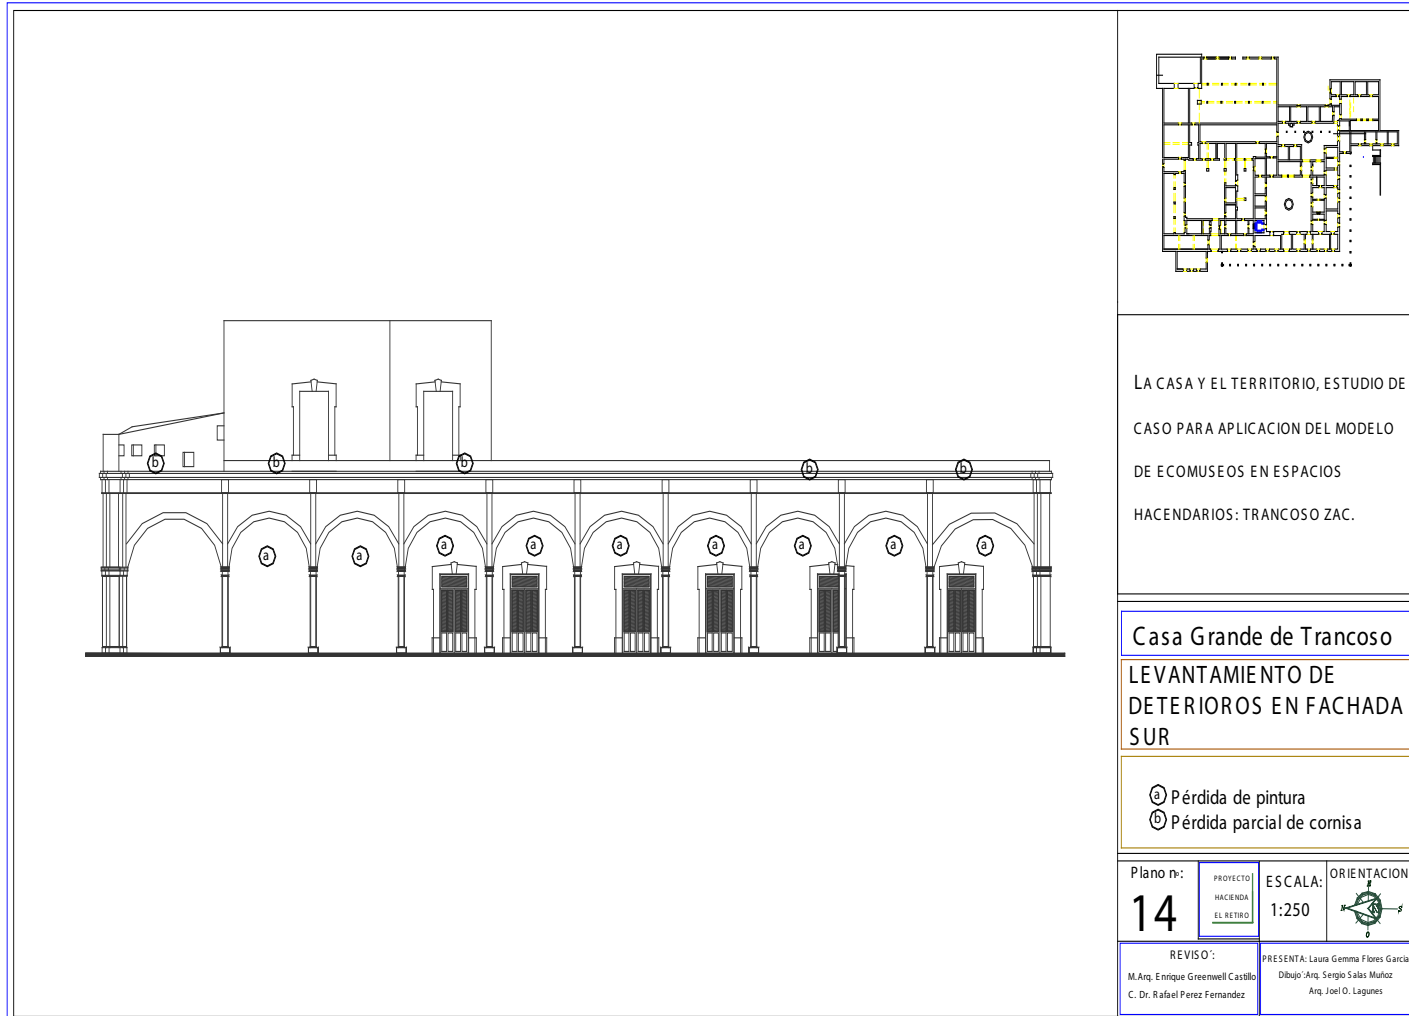 LA CASA Y EL TERRITORIO, ESTUDIO DE
CASO PARA APLICACION DEL MODELO
DE ECOMUSEOS EN ESPACIOS
HACENDARIOS: TRANCOSO ZAC.
b b b b b
a a a a a a a a a
Casa Grande de Trancoso
LEVANTAMIENTO DE
DETERIOROS EN FACHADA
SUR
a Pérdida de pintura
b Pérdida parcial de cornisa
Plano nº:
14
PROYECTO
HACIENDA
EL RETIRO
ESCALA:
1:250
ORIENTACION
N S
O
REVISO´:
M.Arq. Enrique Greenwell Castillo
C. Dr. Rafael Perez Fernandez
PRESENTA: Laura Gemma Flores Garcia
Dibujo´:Arq. Sergio Salas Muñoz
Arq. Joel O. Lagunes